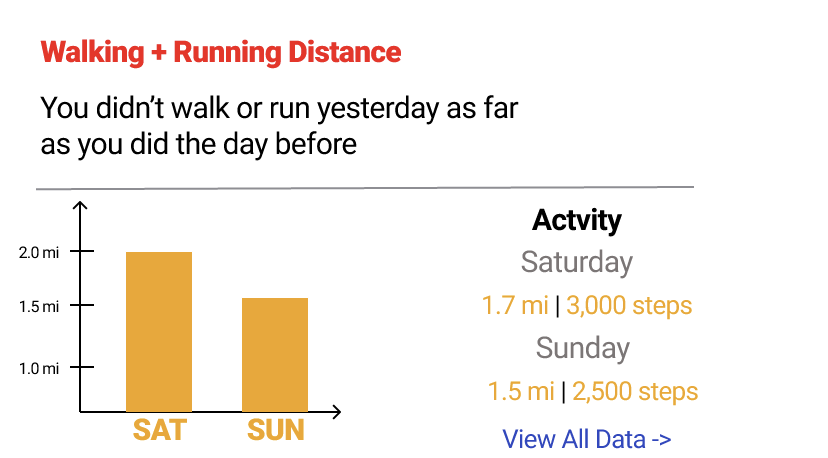 Walking + Running Distance
You didn’t walk or run yesterday as far
as you did the day before
2.0 mi
1.5 mi
1.0 mi
SAT SUN
Actvity
Saturday
1.7 mi | 3,000 steps
Sunday
1.5 mi | 2,500 steps
View All Data ->